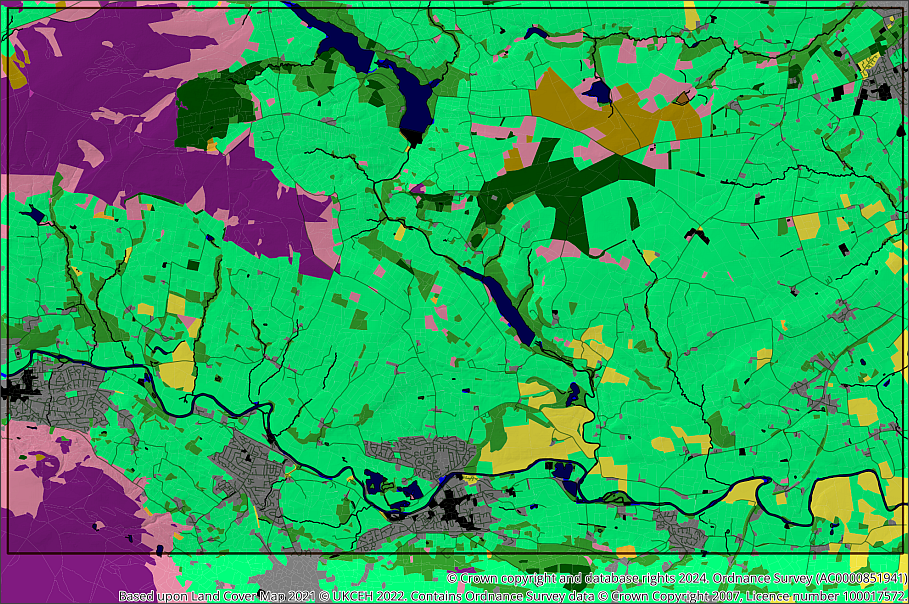 © Crown copyright and database rights 2024, Ordnance Survey (AC0000851941)
Based upon Land Cover Map 2021 © UKCEH 2022. Contains Ordnance Survey data © Crown Copyright 2007, Licence number 100017572.